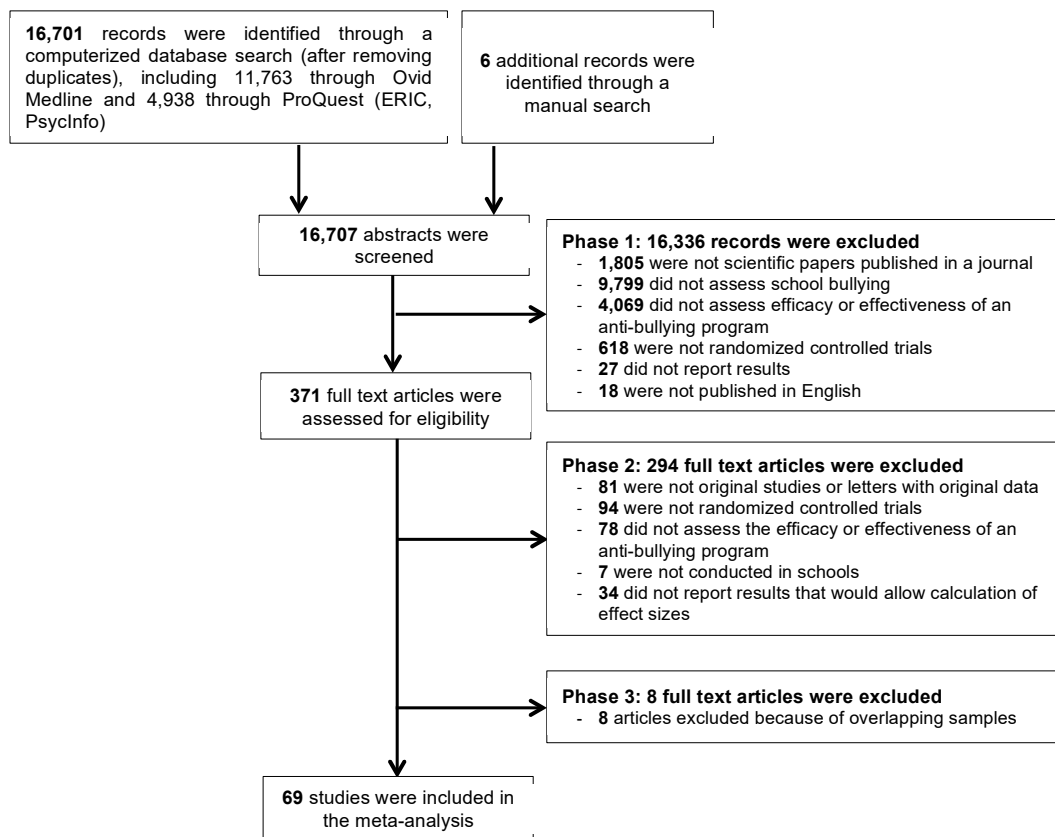 16,701 records were identified through a
computerized database search (after removing
duplicates), including 11,763 through Ovid
Medline and 4,938 through ProQuest (ERIC,
PsycInfo)
6 additional records were
identified through a
manual search
16,707 abstracts were
screened
Phase 1: 16,336 records were excluded
- 1,805 were not scientific papers published in a journal
- 9,799 did not assess school bullying
- 4,069 did not assess efficacy or effectiveness of an
anti-bullying program
- 618 were not randomized controlled trials
- 27 did not report results
- 18 were not published in English
371 full text articles were
assessed for eligibility
Phase 2: 294 full text articles were excluded
- 81 were not original studies or letters with original data
- 94 were not randomized controlled trials
- 78 did not assess the efficacy or effectiveness of an
anti-bullying program
- 7 were not conducted in schools
- 34 did not report results that would allow calculation of
effect sizes
Phase 3: 8 full text articles were excluded
- 8 articles excluded because of overlapping samples
69 studies were included in
the meta-analysis